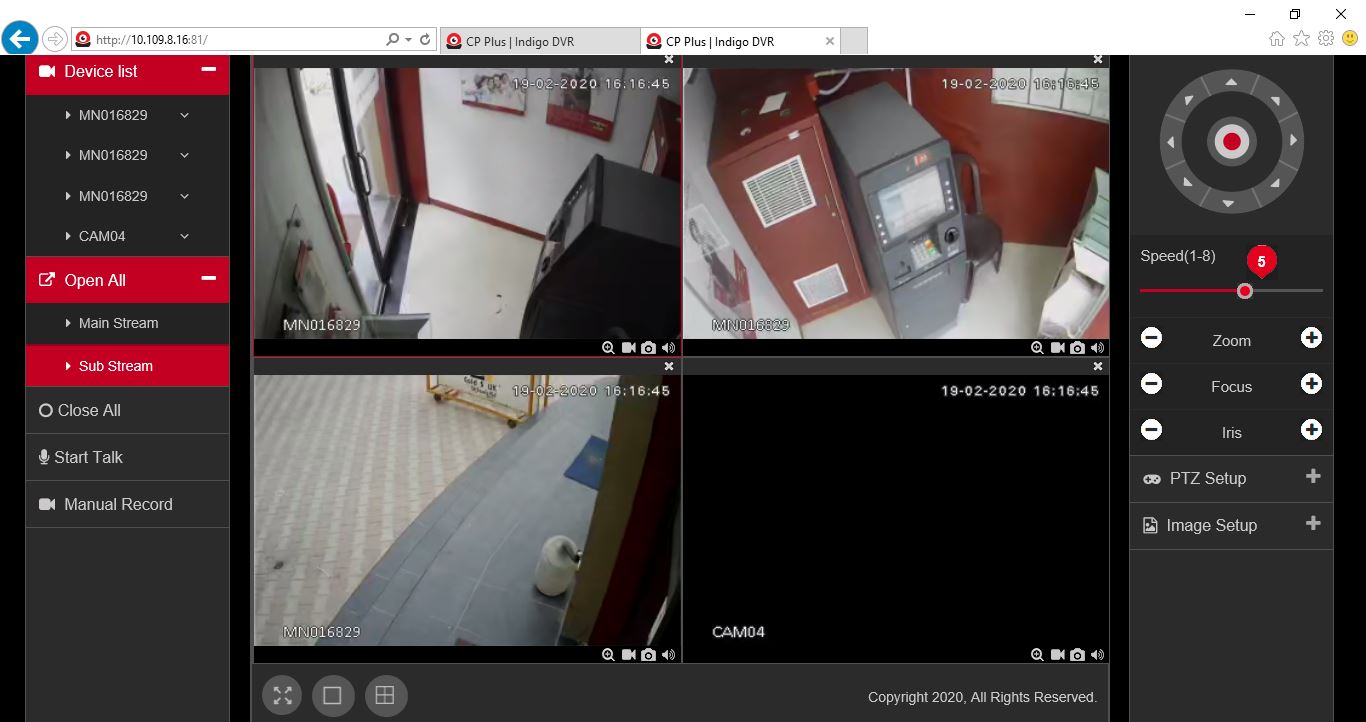 http://10.109.8.16:81/
CP Plus | Indigo DVR
CP Plus | Indigo DVR
Device list
MN016829
MN016829
MN016829
CAM04
Open All
Main Stream
Sub Stream
Close All
Start Talk
Manual Record
19-02-2020 16:16:45
MN016829
19-02-2020 16:16:45
MN016829
19-02-2020 16:16:45
MN016829
19-02-2020 16:16:45
CAM04
Copyright 2020, All Rights Reserved.
Speed(1-8)
5
Zoom
Focus
Iris
PTZ Setup
Image Setup